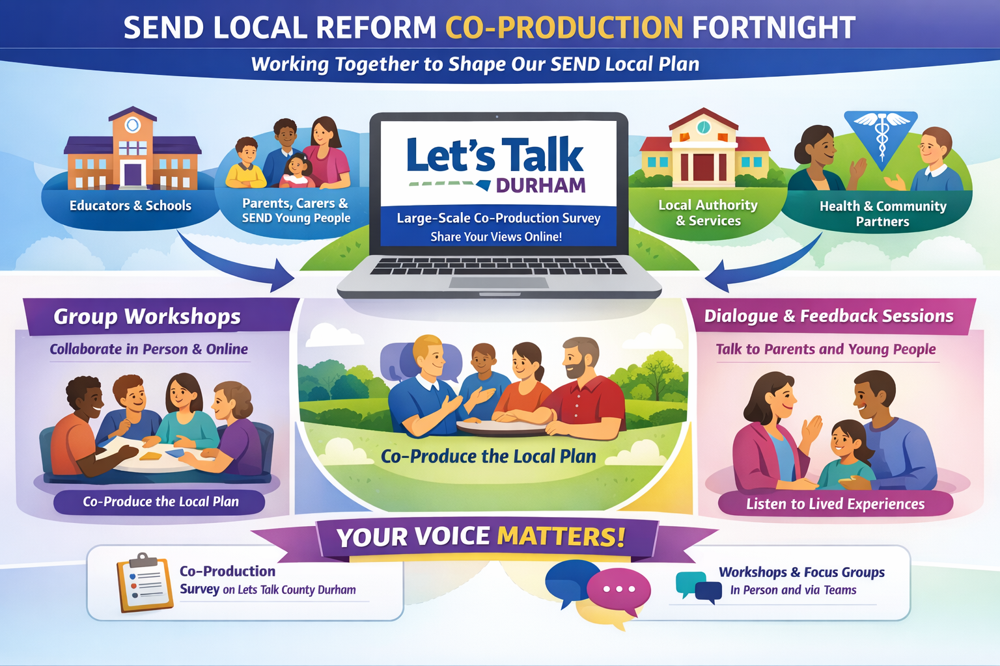 SEND LOCAL REFORM CO-PRODUCTION FORTNIGHT
Working Together to Shape Our SEND Local Plan
Educators & Schools
Parents, Carers &
SEND Young People
Let's Talk
DURHAM
Large-Scale Co-Production Survey
Share Your Views Online!
Local Authority
& Services
Health & Community
Partners
Group Workshops
Collaborate in Person & Online
Co-Produce the Local Plan
Co-Produce the Local Plan
Dialogue & Feedback Sessions
Talk to Parents and Young People
Listen to Lived Experiences
YOUR VOICE MATTERS!
Co-Production
Survey on Lets Talk County Durham
Workshops & Focus Groups
In Person and via Teams